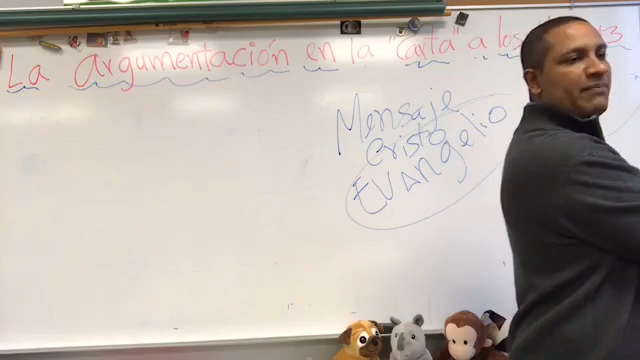 La argumentación en la "carta" a los
Mensaje
Cristo
Evangelio